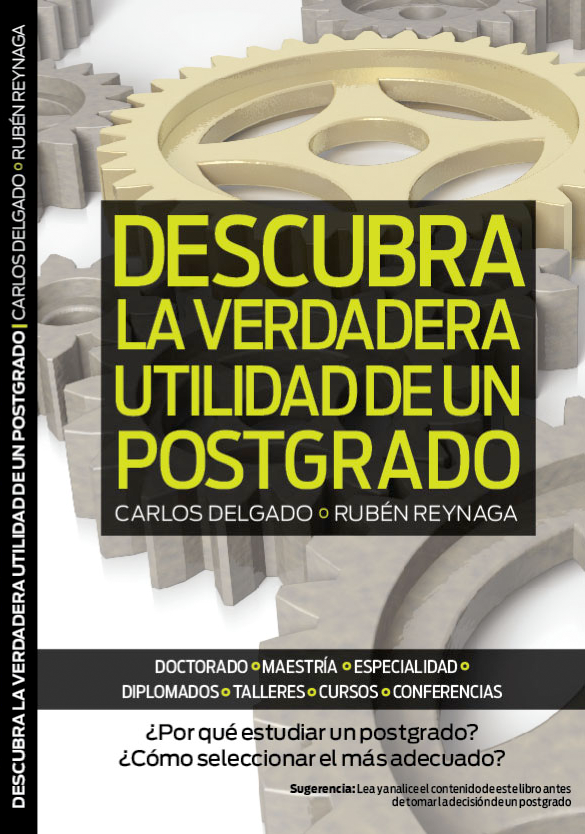 DESCUBRA LA VERDADERA UTILIDAD DE UN POSTGRADO | CARLOS DELGADO o RUBÉN REYNAGA
DESCUBRA
LA VERDADERA
UTILIDAD DE UN
POSTGRADO
CARLOS DELGADO o RUBÉN REYNAGA
DOCTORADO o MAESTRÍA o ESPECIALIDAD o
DIPLOMADOS o TALLERES o CURSOS o CONFERENCIAS
¿Por qué estudiar un postgrado?
¿Cómo seleccionar el más adecuado?
Sugerencia: Lea y analice el contenido de este libro antes
de tomar la decisión de un postgrado